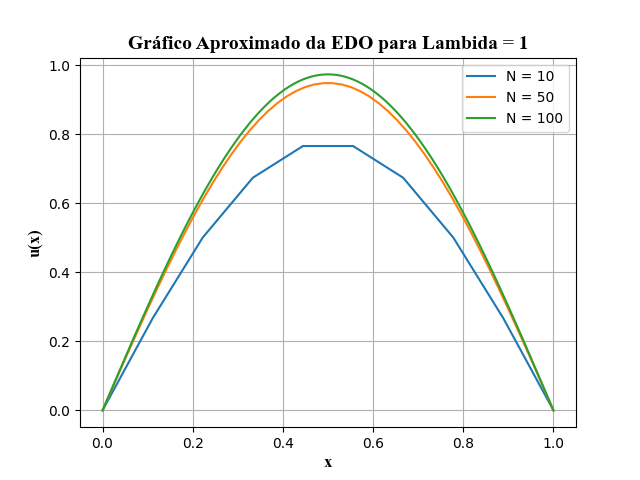 Gráfico Aproximado da EDO para Lambida = 1
1.0
0.8
0.6
0.4
0.2
0.0
u(x)
N = 10
N = 50
N = 100
0.0 0.2 0.4 0.6 0.8 1.0
x